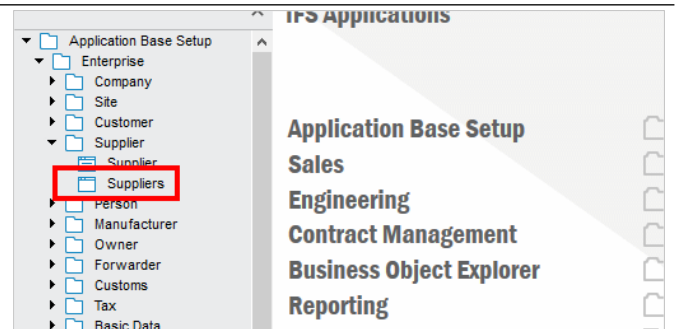 IFS Applications
Application Base Setup
Enterprise
Company
Site
Customer
Supplier
Supplier
Suppliers
Person
Manufacturer
Owner
Forwarder
Customs
Tax
Basic Data
Application Base Setup
Sales
Engineering
Contract Management
Business Object Explorer
Reporting